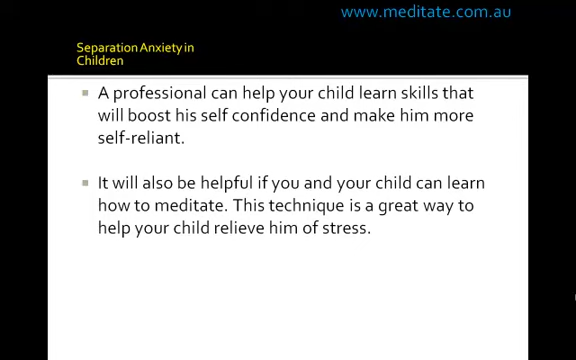 www.meditate.com.au
Separation Anxiety in
Children
A professional can help your child learn skills that
will boost his self confidence and make him more
self-reliant.
It will also be helpful if you and your child can learn
how to meditate. This technique is a great way to
help your child relieve him of stress.